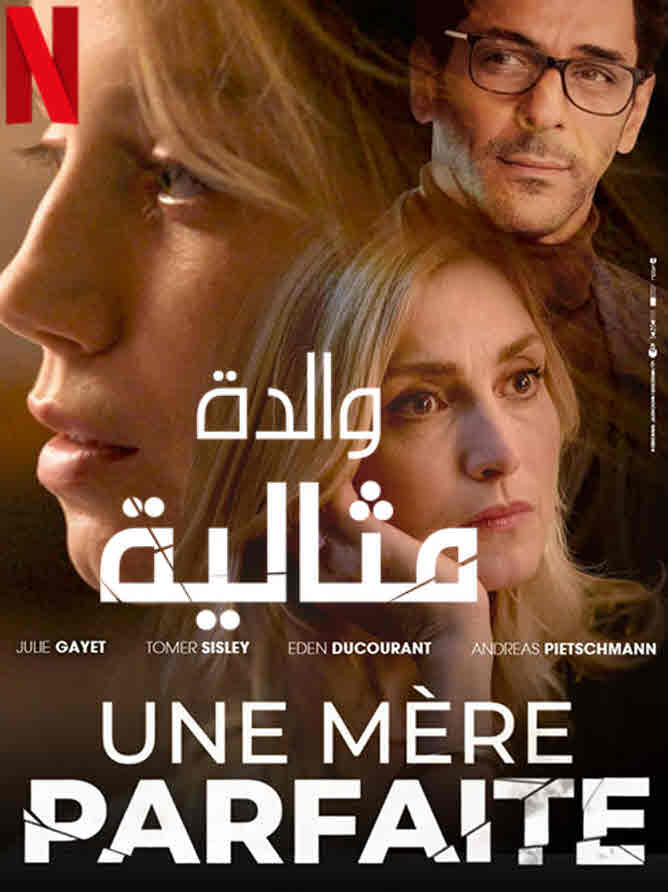 N
والدة
مثالية
JULIE GAYET TOMER SISLEY EDEN DUCOURANT ANDREAS PIETSCHMANN
UNE MÈRE
PARFAITE